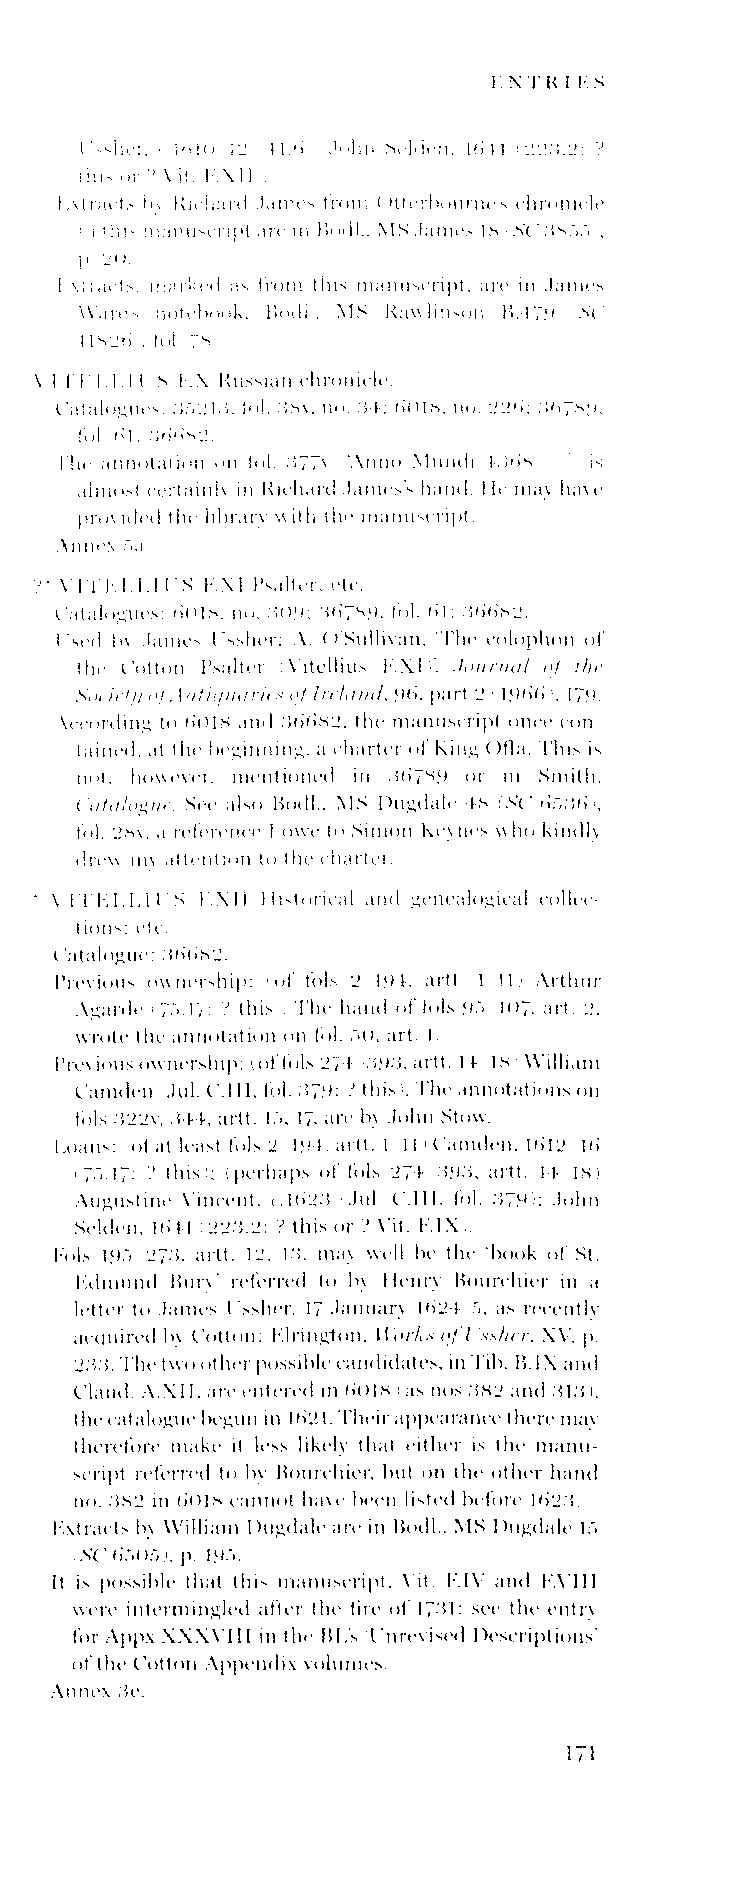 ENTRIES
Ussher, c.1640–42 (41.6); John Selden, 1641 (223.2: ?
this or ? Vit. E.XII).
Extracts by Richard James from Otterbourne's chronicle
in this manuscript are in Bodl., MS James 18 (SC 3855),
p. 20.
Extracts, marked as from this manuscript, are in James
Ware's notebook, Bodl., MS Rawlinson B.479 (SC
11826), fol. 78.
VITELLIUS F.X Russian chronicle.
Catalogues: 35213, fol. 38v, no. 34; 6018, no. 226; 36789,
fol. 61; 36682.
The annotation on fol. 377v 'Anno Mundi 4368 is
almost certainly in Richard James's hand. He may have
provided the library with the manuscript.
Annex 5a.
VITELLIUS F.XI Psalter, etc.
Catalogues: 6018, no. 309; 36789, fol. 61; 36682.
Used by James Ussher: A. O'Sullivan, 'The colophon of
the Cotton Psalter (Vitellius F.XI)', Journal of the
Society of Antiquaries of Ireland, 96, part 2 (1966), 179.
According to 6018 and 36682, the manuscript once con-
tained, at the beginning, a charter of King Offa. This is
not, however, mentioned in 36789 or in Smith,
Catalogue. See also Bodl., MS Dugdale 48 (SC 6536),
fol. 28v, a reference I owe to Simon Keynes who kindly
drew my attention to the charter.
VITELLIUS F.XII Historical and genealogical collec-
tions; etc.
Catalogue: 36682.
Previous ownership: (of fols 2–194, artt. 1–11) Arthur
Agarde (75.17: ? this). The hand of fols 95–107, art. 2,
wrote the annotation on fol. 50, art. 1.
Previous ownership: (of fols 274–393, artt. 14–18) William
Camden (Jul. C.III, fol. 379: ? this). The annotations on
fols 322v, 344, artt. 15, 17, are by John Stow.
Loans: (of at least fols 2–194, artt. 1–11) Camden, 1612–16
(75.17: ? this); (perhaps of fols 274–393, artt. 14–18)
Augustine Vincent, c.1623 (Jul. C.III, fol. 379); John
Selden, 1641 (223.2: ? this or ? Vit. F.IX).
Fols 195–273, artt. 12, 13, may well be the 'book of St.
Edmund Bury' referred to by Henry Bourchier in a
letter to James Ussher, 17 January 1624/5, as recently
acquired by Cotton: Elrington, Works of Ussher, XV, p.
233. The two other possible candidates, in Tib. B.IX and
Claud. A.XII, are entered in 6018 (as nos 382 and 313),
the catalogue begun in 1621. Their appearance there may
therefore make it less likely that either is the manu-
script referred to by Bourchier, but on the other hand
no. 382 in 6018 cannot have been listed before 1623.
Extracts by William Dugdale are in Bodl., MS Dugdale 15
(SC 6505), p. 195.
It is possible that this manuscript, Vit. F.IV and F.VIII
were intermingled after the fire of 1731: see the entry
for Appx XXXVIII in the BL's 'Unrevised Descriptions'
of the Cotton Appendix volumes.
Annex 3e.
171